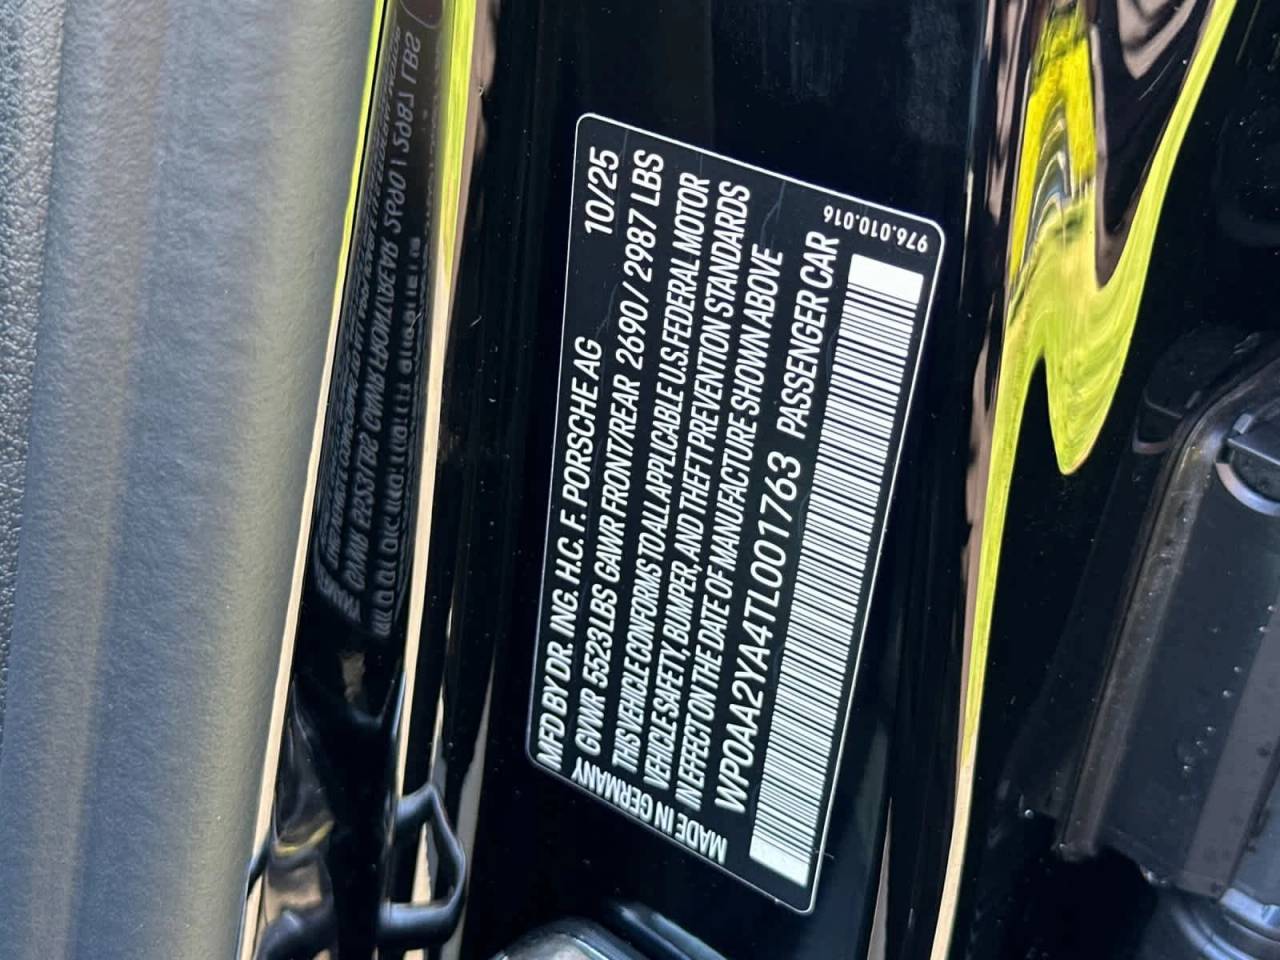 MFD BY DR. ING. H.C. F. PORSCHE AG 10/25
GVWR 5523 LBS GAWR FRONT/REAR 2690/2987 LBS
THIS VEHICLE CONFORMS TO ALL APPLICABLE U.S. FEDERAL MOTOR
VEHICLE SAFETY, BUMPER, AND THEFT PREVENTION STANDARDS
IN EFFECT ON THE DATE OF MANUFACTURE SHOWN ABOVE
WP0AA2YA4TL001763 PASSENGER CAR
MADE IN GERMANY
976.010.016